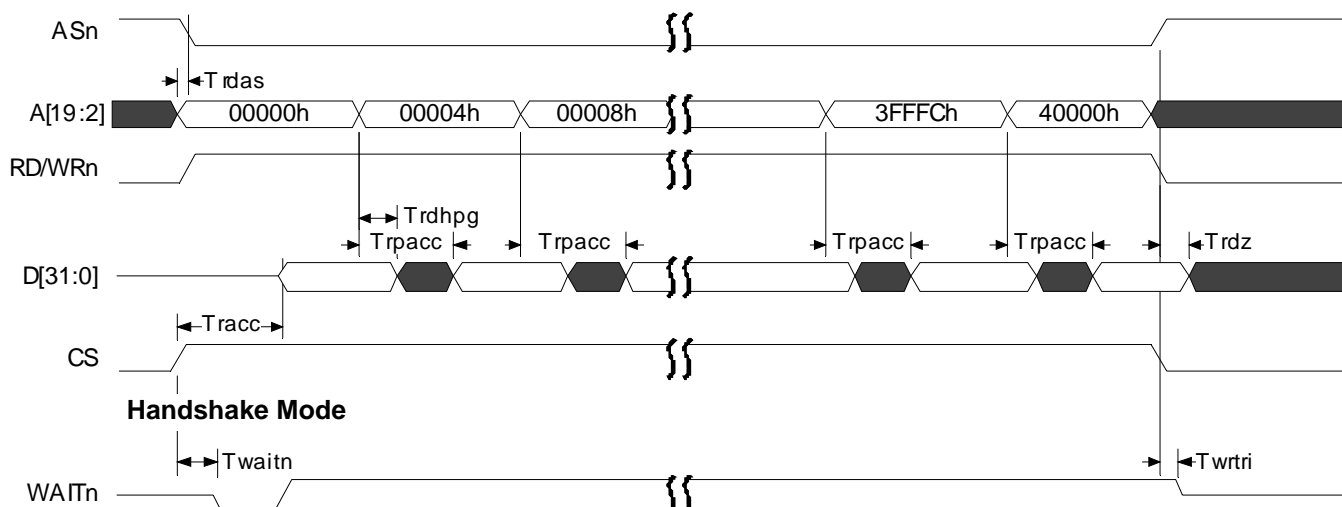 ASn
Trdas
A[19:2] 00000h 00004h 00008h 3FFFCh 40000h
RD/WRn
Trdhpg
Trpacc Trpacc Trpacc Trpacc Trdz
D[31:0]
Tracc
CS
Handshake Mode
Twaitn Twrtri
WAITn